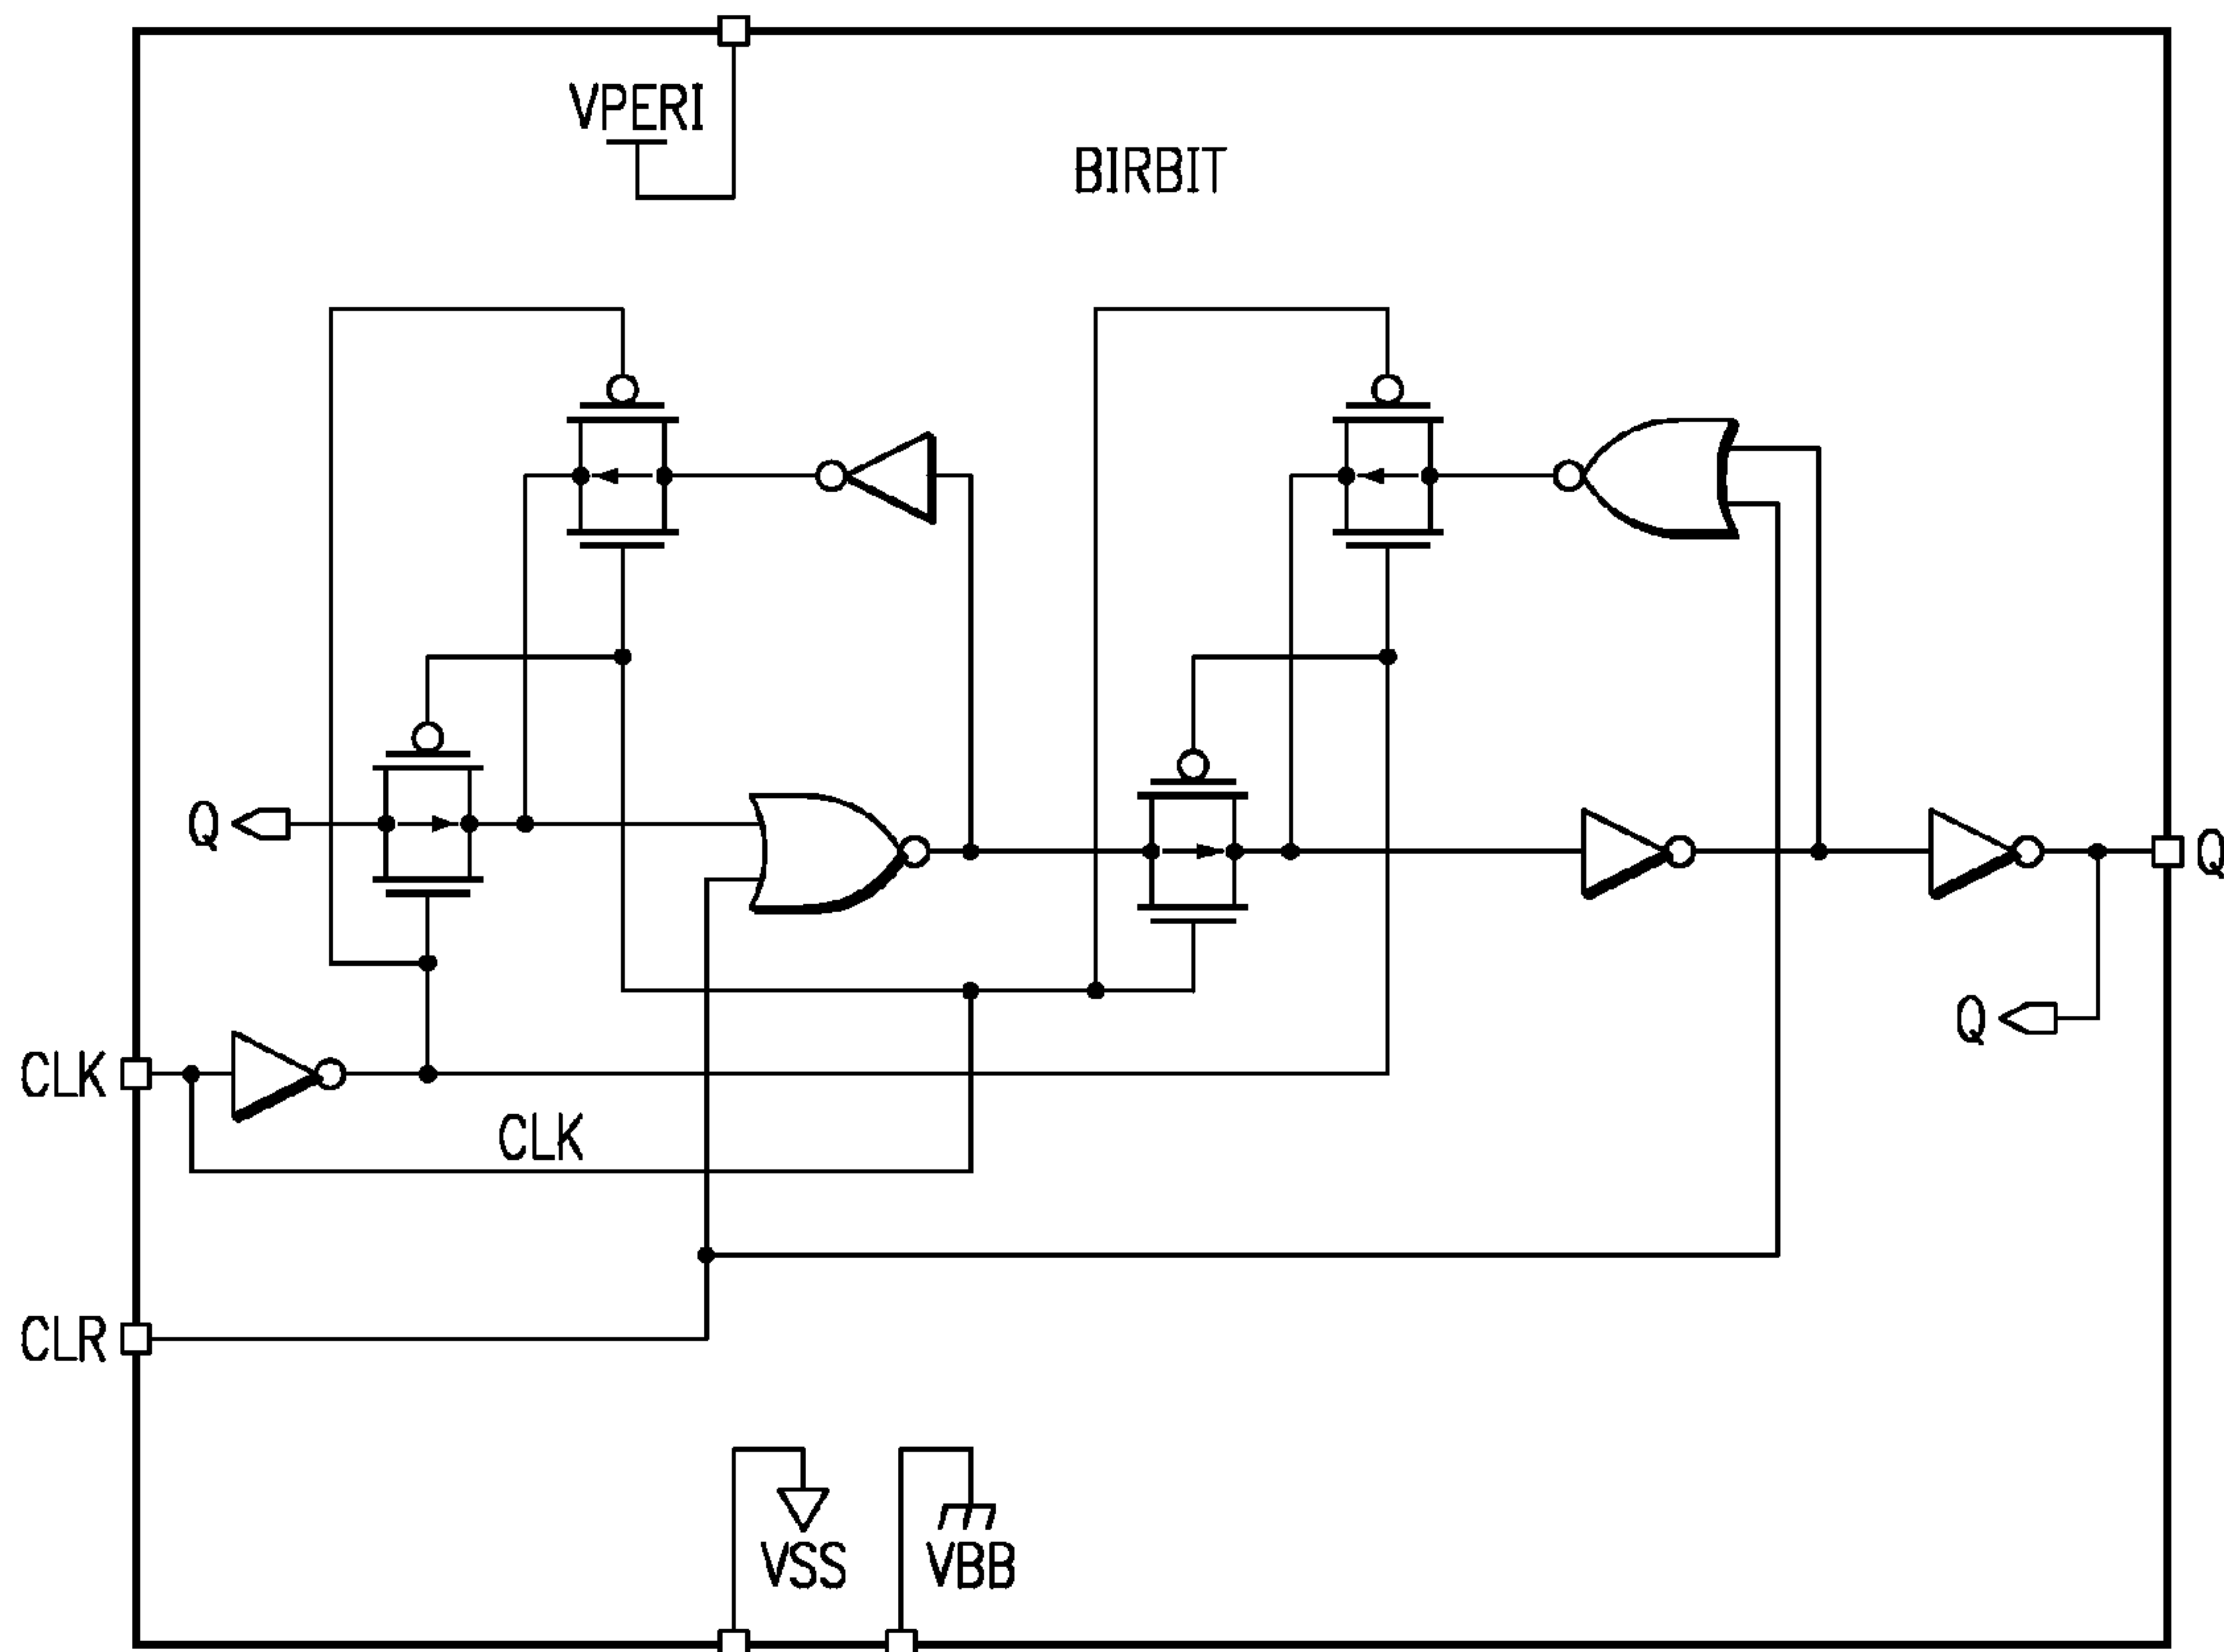 VPERI
BIRBIT
Q
Q
Q
CLK
CLK
CLR
VSS
VBB